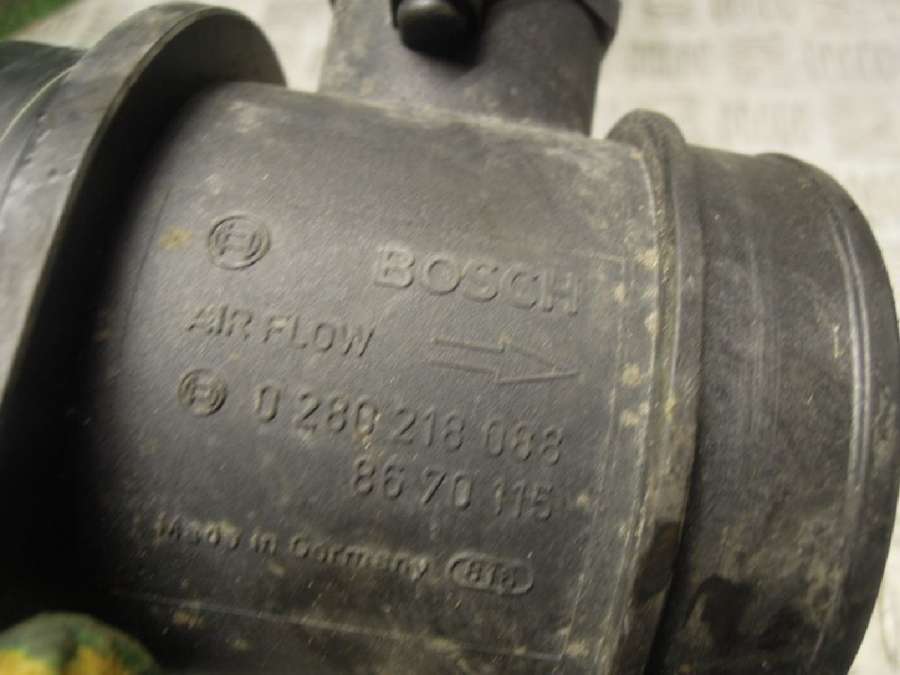 BOSCH
AIR FLOW
0 280 218 088
86 70 115
Made in Germany